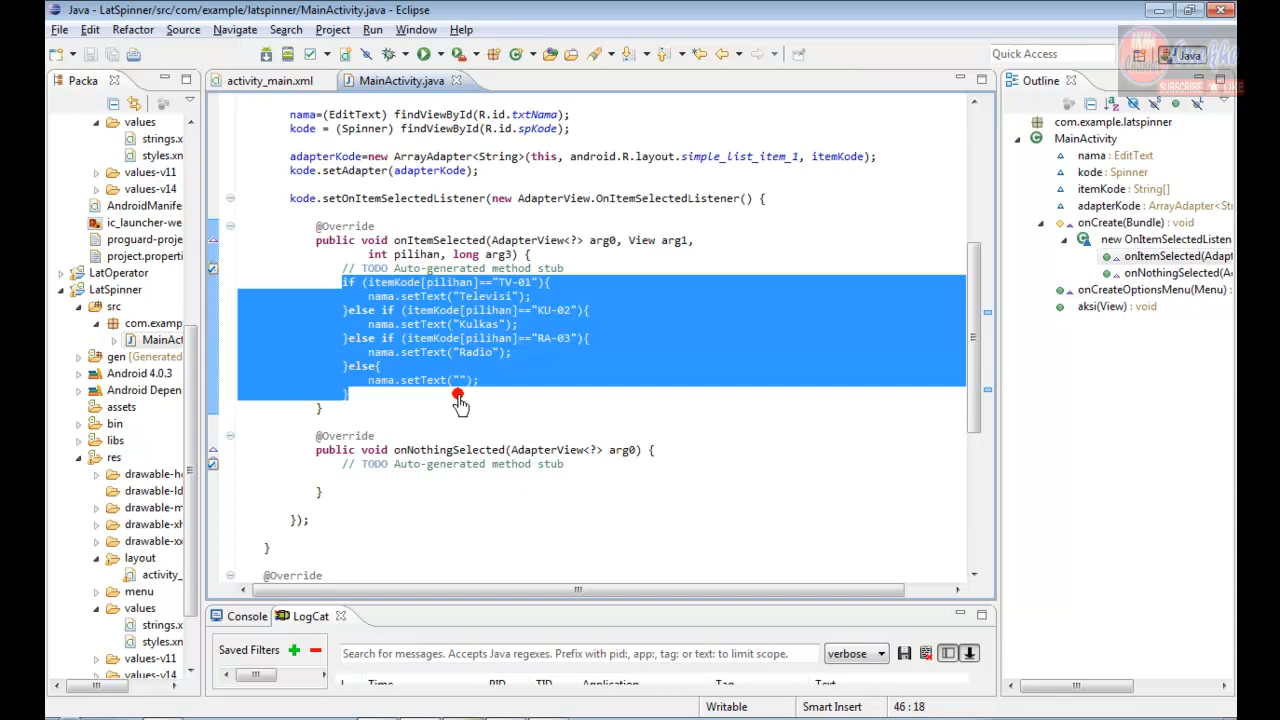 Java - LatSpinner/src/com/example/latspinner/MainActivity.java - Eclipse
File Edit Refactor Source Navigate Search Project Run Window Help
Quick Access
Java
SUBSCRIBE LIKE
Packa
activity_main.xml
MainActivity.java
Outline
values
strings.x
styles.xn
values-v11
values-v14
AndroidManife
ic_launcher-we
proguard-proje
project.properti
LatOperator
LatSpinner
src
com.examp
MainAct
gen [Generated
Android 4.0.3
Android Depen
assets
bin
libs
res
drawable-h
drawable-ld
drawable-m
drawable-xh
drawable-xx
layout
activity_
menu
values
strings.x
styles.xn
values-v11
values-v14
nama=(EditText) findViewById(R.id.txtNama);
kode = (Spinner) findViewById(R.id.spKode);
adapterKode=new ArrayAdapter<String>(this, android.R.layout.simple_list_item_1, itemKode);
kode.setAdapter(adapterKode);
kode.setOnItemSelectedListener(new AdapterView.OnItemSelectedListener() {
@Override
public void onItemSelected(AdapterView<?> arg0, View arg1,
int pilihan, long arg3) {
// TODO Auto-generated method stub
if (itemKode[pilihan]=="TV-01"){
nama.setText("Televisi");
}else if (itemKode[pilihan]=="KU-02"){
nama.setText("Kulkas");
}else if (itemKode[pilihan]=="RA-03"){
nama.setText("Radio");
}else{
nama.setText("");
}
}
@Override
public void onNothingSelected(AdapterView<?> arg0) {
// TODO Auto-generated method stub
}
});
}
@Override
com.example.latspinner
MainActivity
nama : EditText
kode : Spinner
itemKode : String[]
adapterKode : ArrayAdapter<Str
onCreate(Bundle) : void
new OnItemSelectedListen
onItemSelected(Adapt
onNothingSelected(A
onCreateOptionsMenu(Menu) :
aksi(View) : void
Console
LogCat
Saved Filters
Search for messages. Accepts Java regexes. Prefix with pid:, app:, tag: or text: to limit scope.
verbose
L Time PID TID Application Tag Text
Writable
Smart Insert
46 : 18